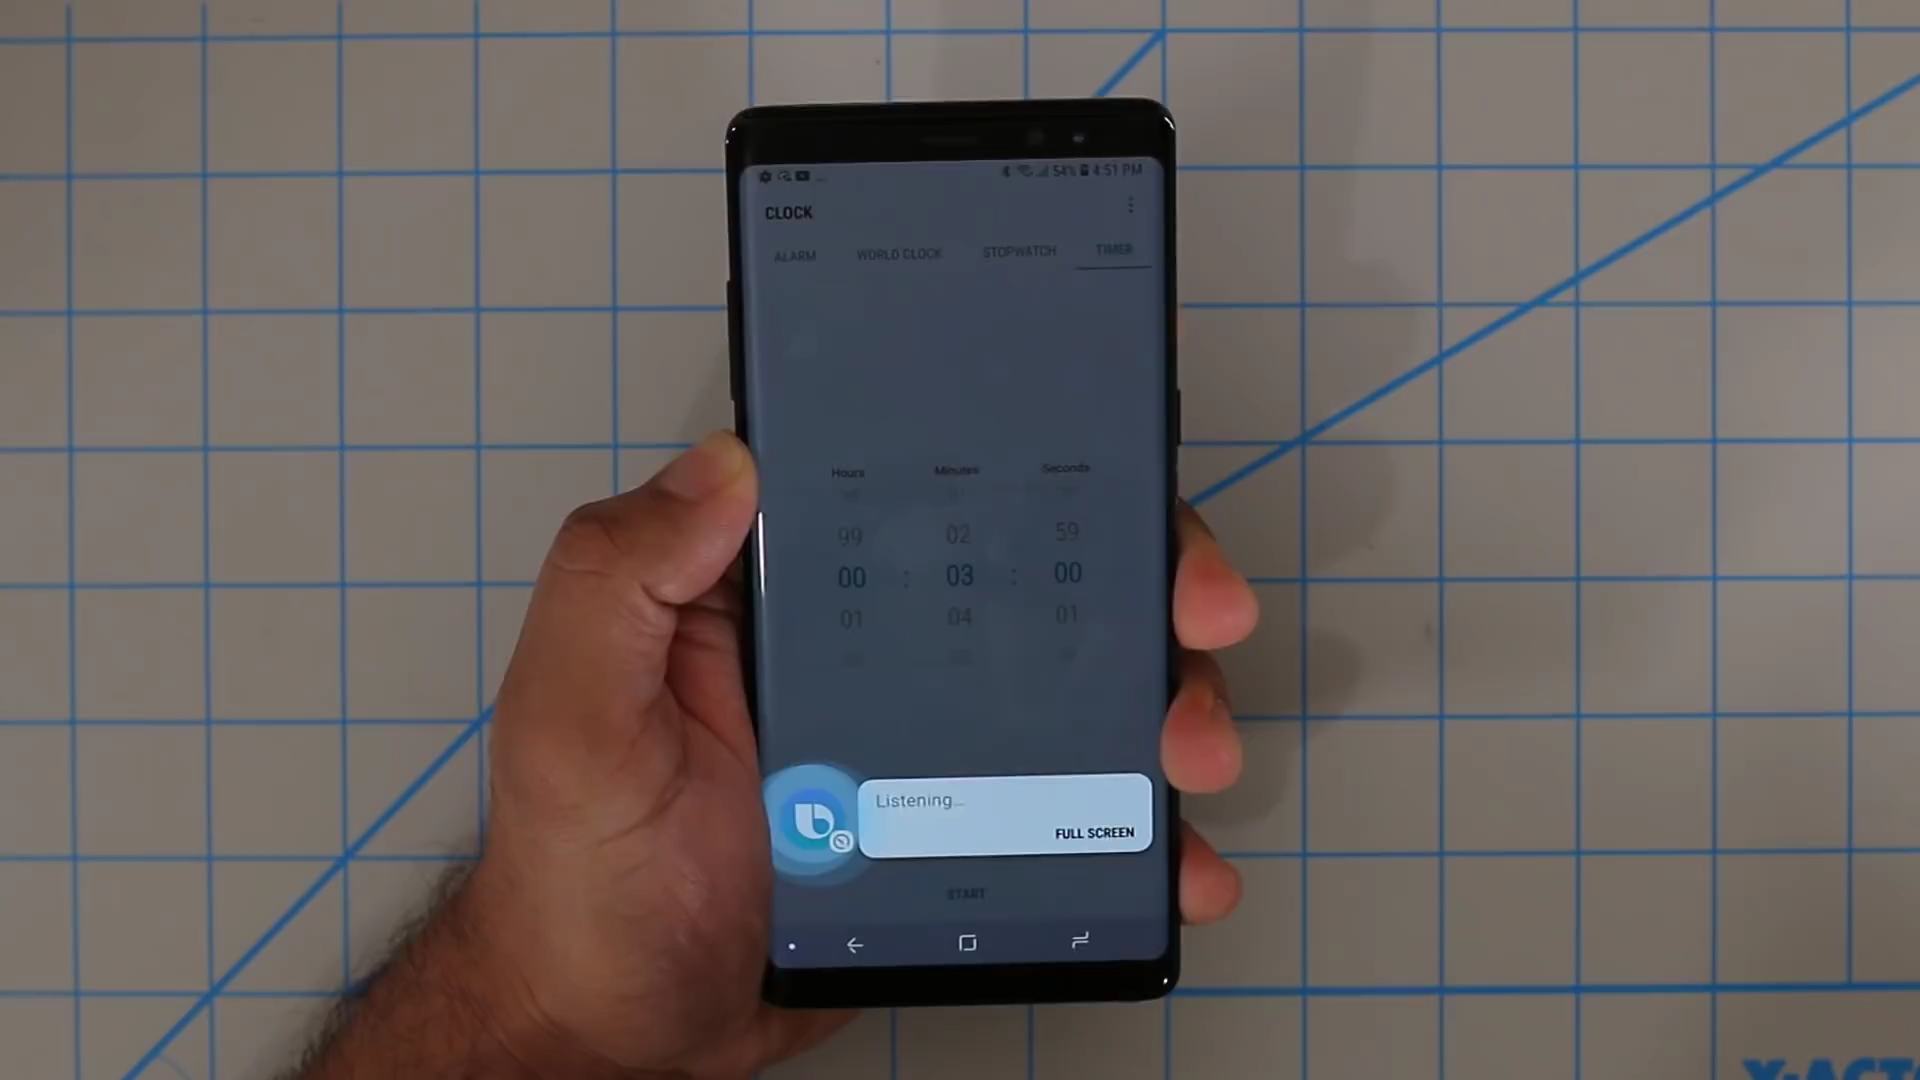 54% 4:51 PM
CLOCK
ALARM WORLD CLOCK STOPWATCH TIMER
Hours Minutes Seconds
99 02 59
00 : 03 : 00
01 04 01
Listening...
FULL SCREEN
START
X-ACT